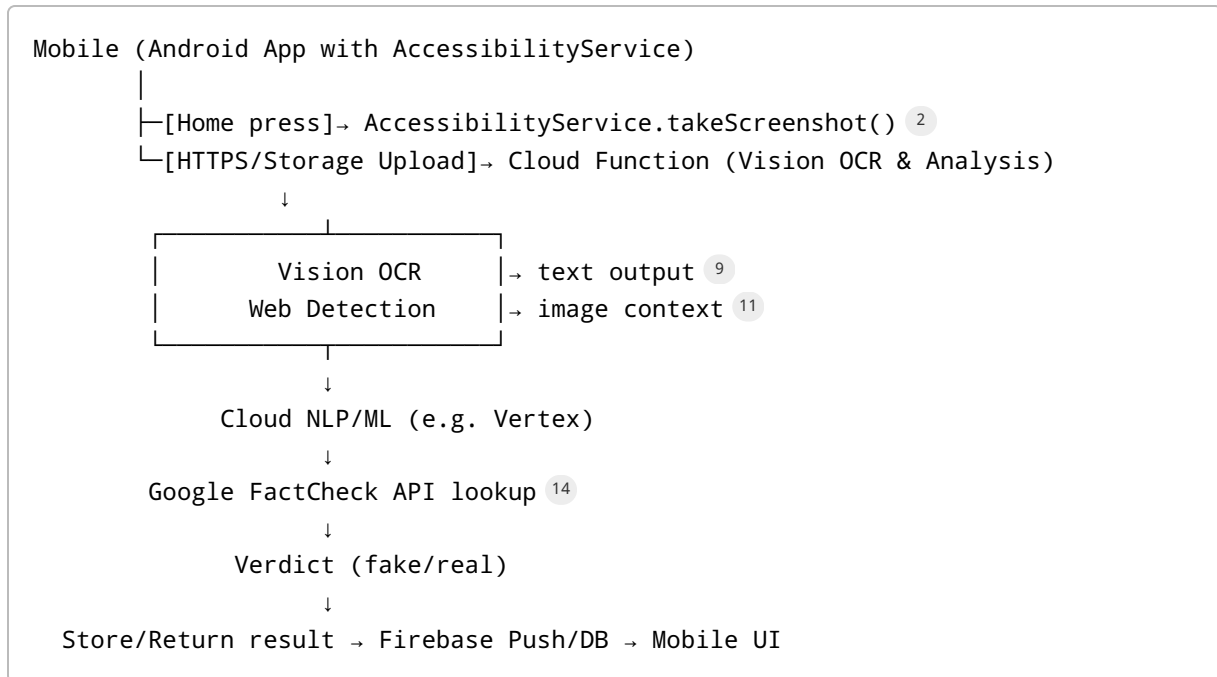 Mobile (Android App with AccessibilityService)
[Home press]→ AccessibilityService.takeScreenshot() 2
[HTTPS/Storage Upload]→ Cloud Function (Vision OCR & Analysis)
↓
Vision OCR → text output 9
Web Detection → image context 11
↓
Cloud NLP/ML (e.g. Vertex)
↓
Google FactCheck API lookup 14
↓
Verdict (fake/real)
↓
Store/Return result → Firebase Push/DB → Mobile UI